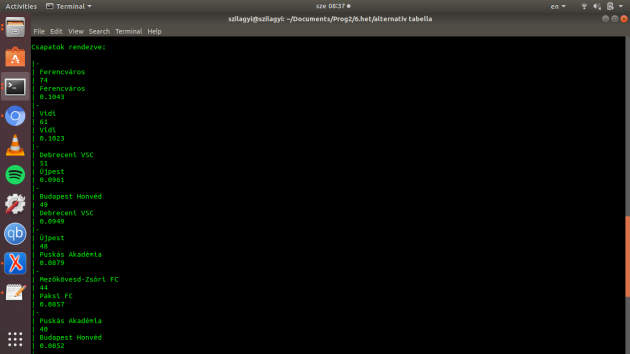 Activities Terminal sze 08:37 en
szilagyi@szilagyi: ~/Documents/Prog2/6.het/alternativ tabella
File Edit View Search Terminal Help
Csapatok rendezve:
|-
| Ferencváros
| 74
| Ferencváros
| 0.1043
|-
| Vidi
| 61
| Vidi
| 0.1023
|-
| Debreceni VSC
| 51
| Újpest
| 0.0961
|-
| Budapest Honvéd
| 49
| Debreceni VSC
| 0.0949
|-
| Újpest
| 48
| Puskás Akadémia
| 0.0879
|-
| Mezőkövesd-Zsóri FC
| 44
| Paksi FC
| 0.0857
|-
| Puskás Akadémia
| 40
| Budapest Honvéd
| 0.0852